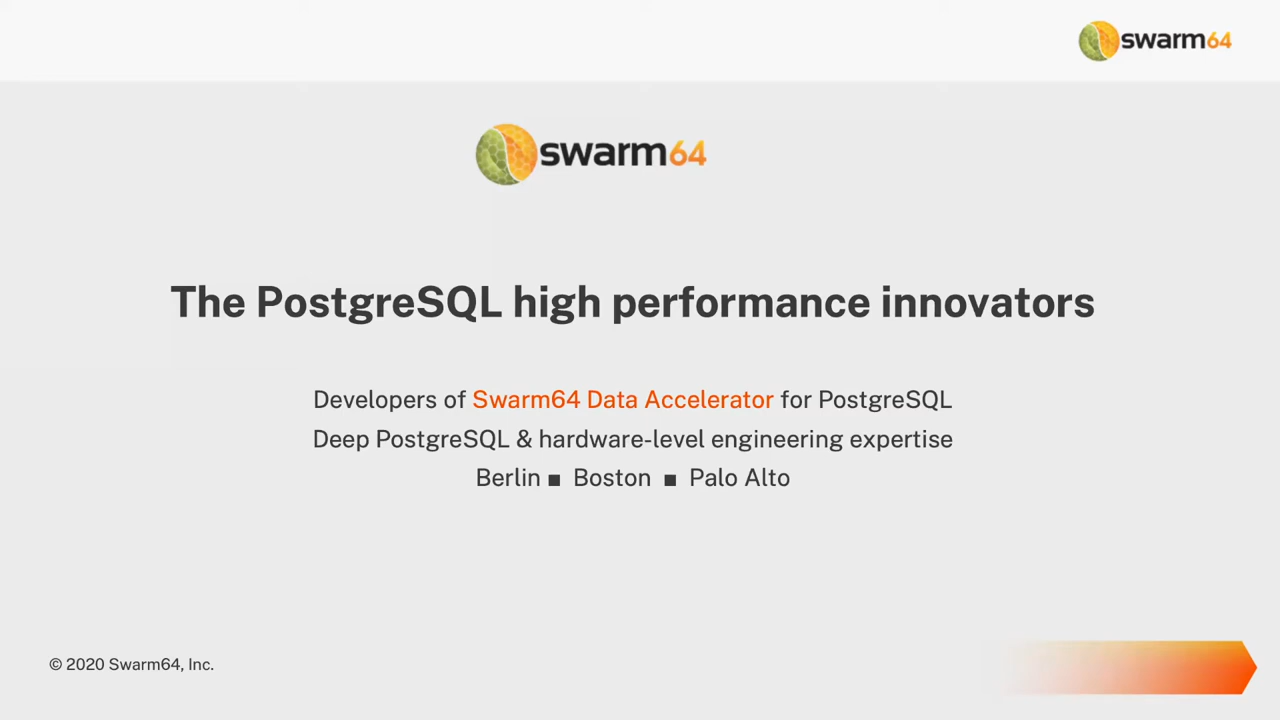 swarm64
swarm64
The PostgreSQL high performance innovators
Developers of Swarm64 Data Accelerator for PostgreSQL
Deep PostgreSQL & hardware-level engineering expertise
Berlin ■ Boston ■ Palo Alto
© 2020 Swarm64, Inc.